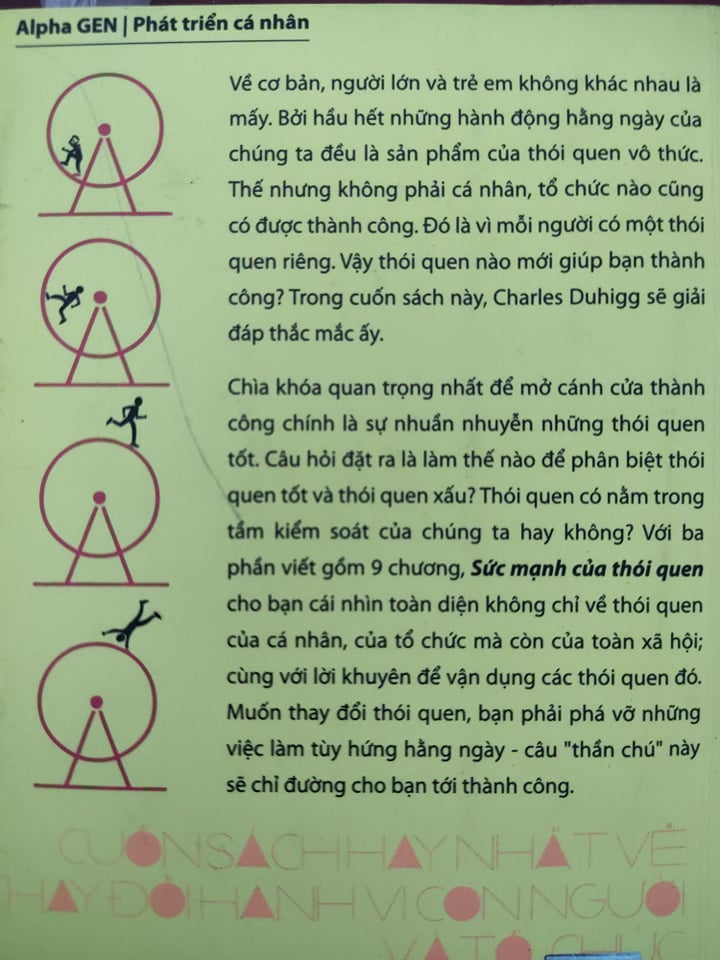 Alpha GEN | Phát triển cá nhân
Về cơ bản, người lớn và trẻ em không khác nhau là
mấy. Bởi hầu hết những hành động hằng ngày của
chúng ta đều là sản phẩm của thói quen vô thức.
Thế nhưng không phải cá nhân, tổ chức nào cũng
có được thành công. Đó là vì mỗi người có một thói
quen riêng. Vậy thói quen nào mới giúp bạn thành
công? Trong cuốn sách này, Charles Duhigg sẽ giải
đáp thắc mắc ấy.
Chìa khóa quan trọng nhất để mở cánh cửa thành
công chính là sự nhuần nhuyễn những thói quen
tốt. Câu hỏi đặt ra là làm thế nào để phân biệt thói
quen tốt và thói quen xấu? Thói quen có nằm trong
tầm kiểm soát của chúng ta hay không? Với ba
phần viết gồm 9 chương, Sức mạnh của thói quen
cho bạn cái nhìn toàn diện không chỉ về thói quen
của cá nhân, của tổ chức mà còn của toàn xã hội;
cùng với lời khuyên để vận dụng các thói quen đó.
Muốn thay đổi thói quen, bạn phải phá vỡ những
việc làm tùy hứng hằng ngày - câu "thần chú" này
sẽ chỉ đường cho bạn tới thành công.
CUỐN SÁCH HAY NHẤT VỀ
HAY ĐỔI HÀNH VI CON NGƯỜI
VÀ TỔ CHỨC